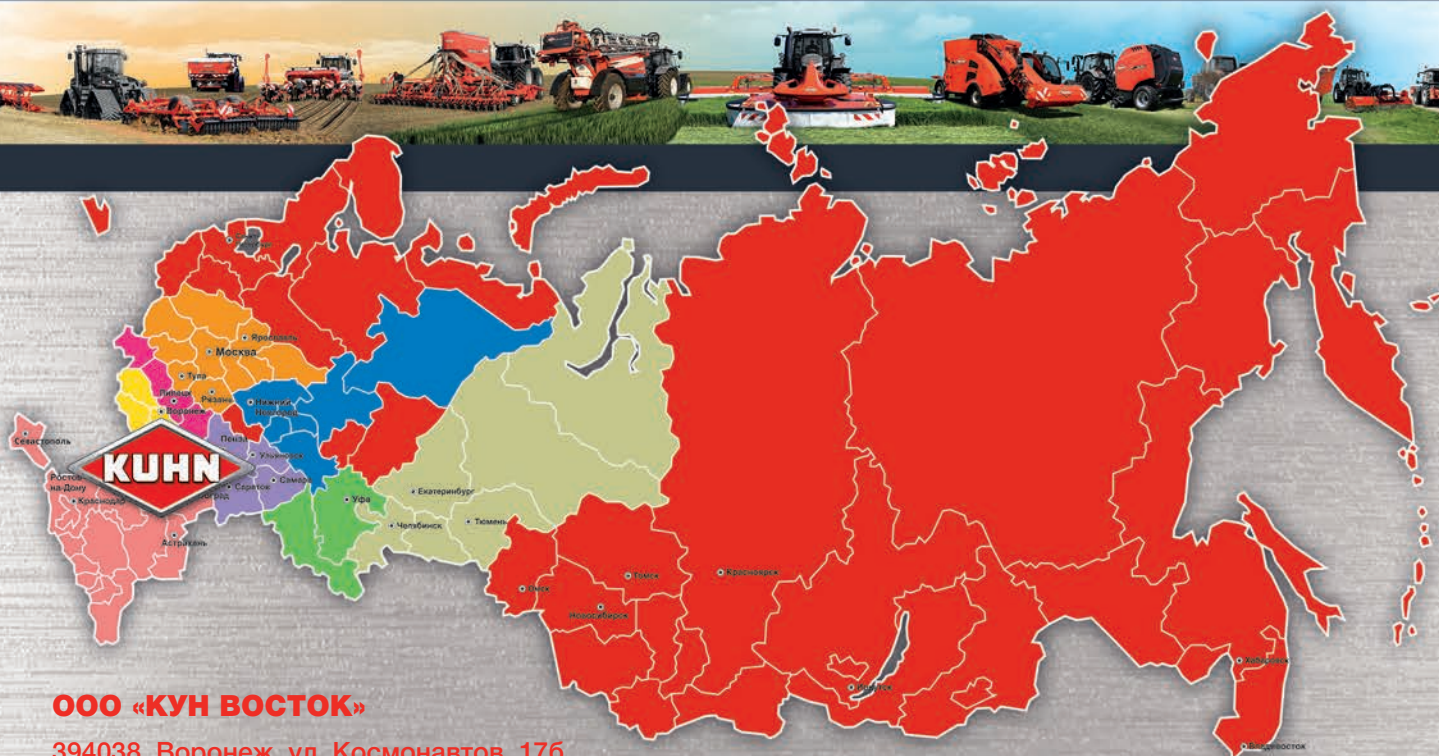 Ярославль
Москва
Тула
Рязань
Липецк
Воронеж
Нижний
Новгород
Севастополь
KUHN
Пенза
Ульяновск
Самара
Саратов
Ростов-
на-Дону
Краснодар
Астрахань
Уфа
Екатеринбург
Челябинск
Тюмень
Омск
Томск
Новосибирск
Красноярск
Иркутск
Хабаровск
Владивосток
ООО «КУН ВОСТОК»
394038, Воронеж, ул. Космонавтов, 17б